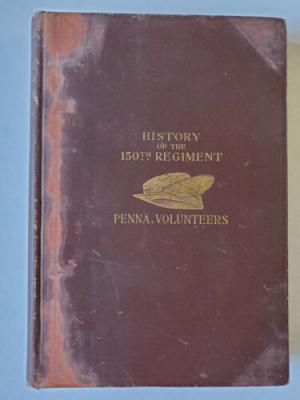 HISTORY
OF THE
150TH REGIMENT
PENNA. VOLUNTEERS